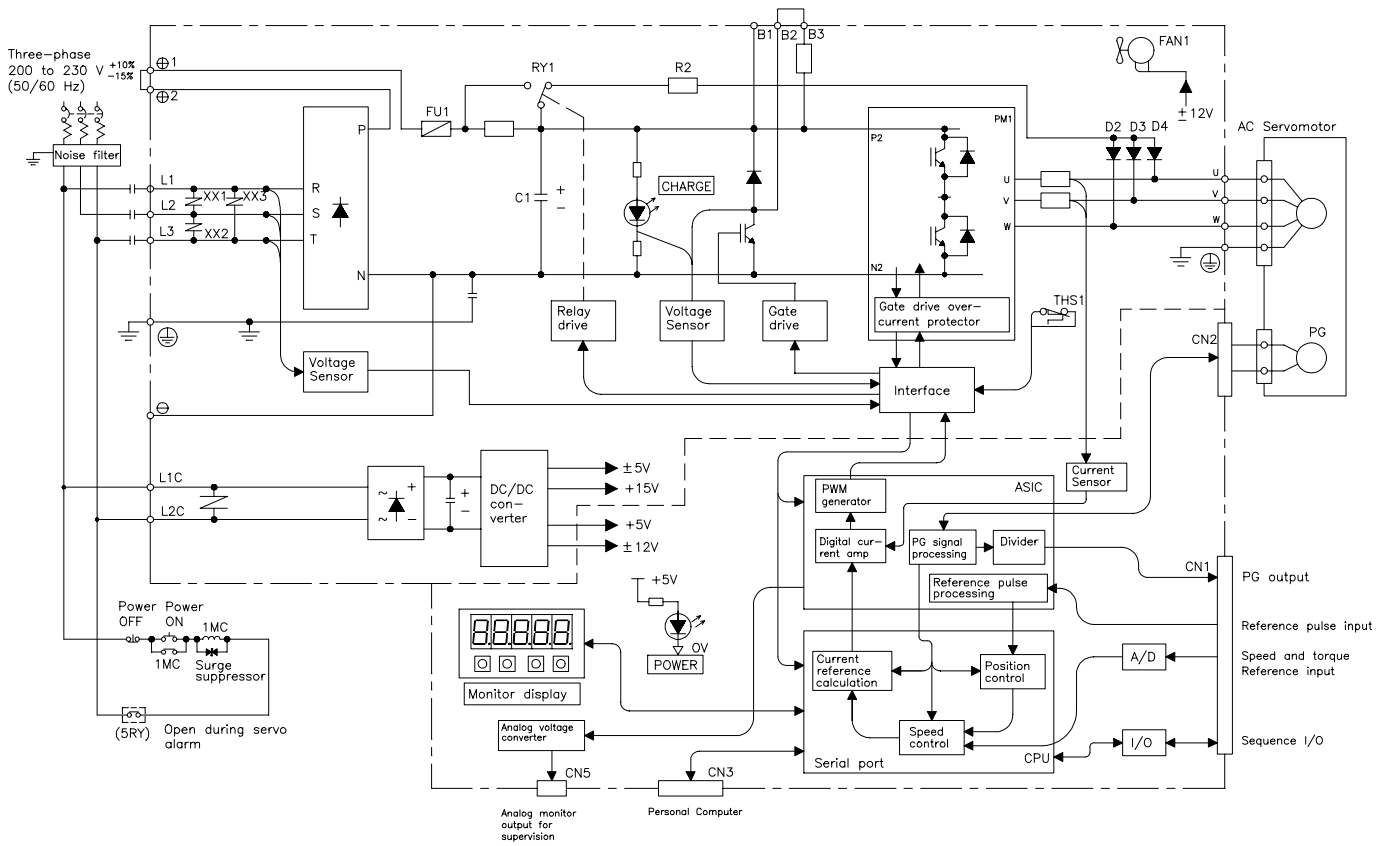 Three-phase
200 to 230 V +10% -15%
(50/60 Hz)
Noise filter
⊕1
⊕2
B1 B2 B3
FAN1
±12V
RY1
R2
FU1
P
PM1
P2
D2 D3 D4
AC Servomotor
L1
L2
L3
XX1
XX3
XX2
R
S
T
N
C1
+
−
CHARGE
U
V
W
U
V
W
N2
Gate drive over-
current protector
Relay
drive
Voltage
Sensor
Gate
drive
THS1
CN2
PG
Voltage
Sensor
Interface
⊖
L1C
L2C
~
~
+
−
+
−
DC/DC
con-
verter
±5V
+15V
+5V
±12V
Current
Sensor
ASIC
PWM
generator
Digital cur-
rent amp
PG signal
processing
Divider
Reference pulse
processing
CN1
PG output
Reference pulse input
Speed and torque
Reference input
A/D
Sequence I/O
I/O
+5V
0V
POWER
8.8.8.8.8.
Monitor display
Power
OFF
Power
ON
1MC
1MC
Surge
suppressor
(5RY)
Open during servo
alarm
Current
reference
calculation
Position
control
Speed
control
Serial port
CPU
Analog voltage
converter
CN5
CN3
Analog monitor
output for
supervision
Personal Computer